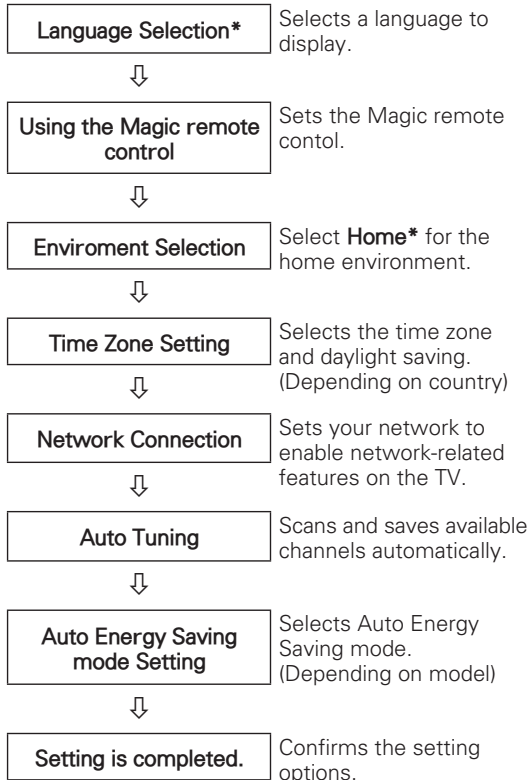 Language Selection*
Selects a language to
display.
⇩
Using the Magic remote
control
Sets the Magic remote
contol.
⇩
Enviroment Selection
Select Home* for the
home environment.
⇩
Time Zone Setting
Selects the time zone
and daylight saving.
(Depending on country)
⇩
Network Connection
Sets your network to
enable network-related
features on the TV.
⇩
Auto Tuning
Scans and saves available
channels automatically.
⇩
Auto Energy Saving
mode Setting
Selects Auto Energy
Saving mode.
(Depending on model)
⇩
Setting is completed.
Confirms the setting
options.